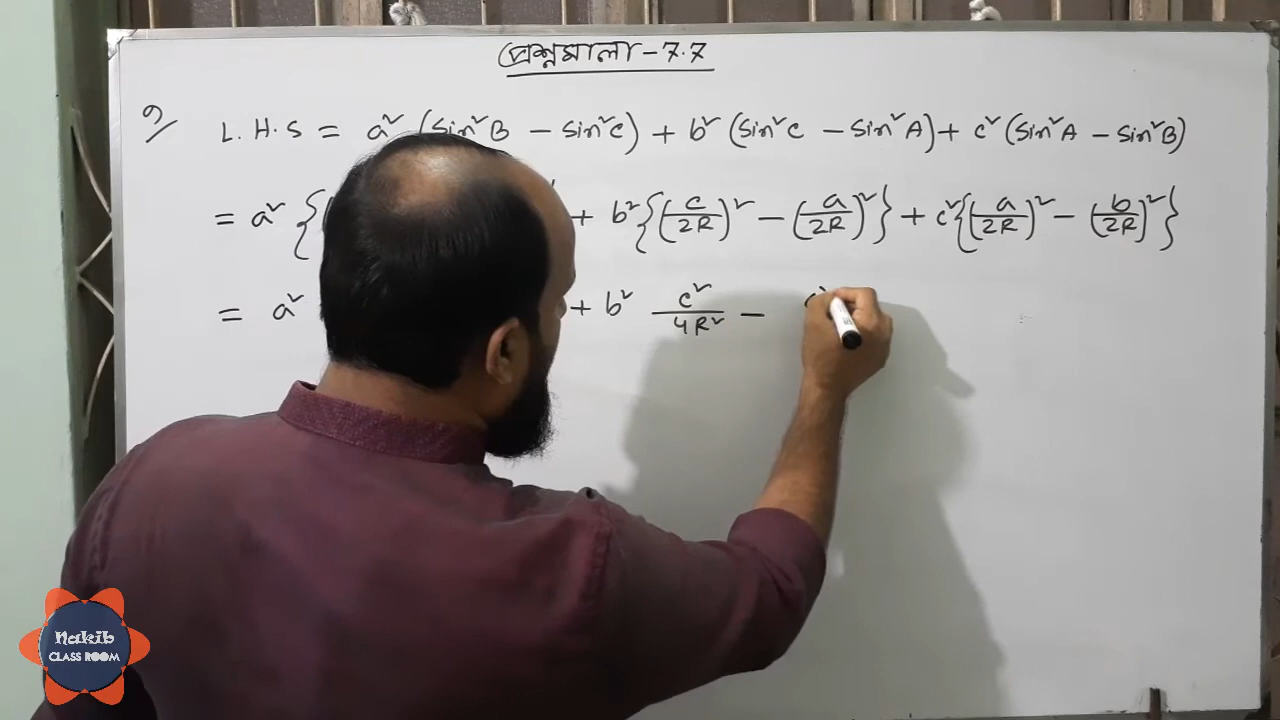 প্রশ্নমালা – 7.7
L.H.S = a² (Sin²B – Sin²C) + b² (Sin²C – Sin²A) + c² (Sin²A – Sin²B)
= a² { + b² {(c/2R)² – (a/2R)²} + c² {(a/2R)² – (b/2R)²}
= a² + b² c²/4R² –
Nakib
CLASS ROOM